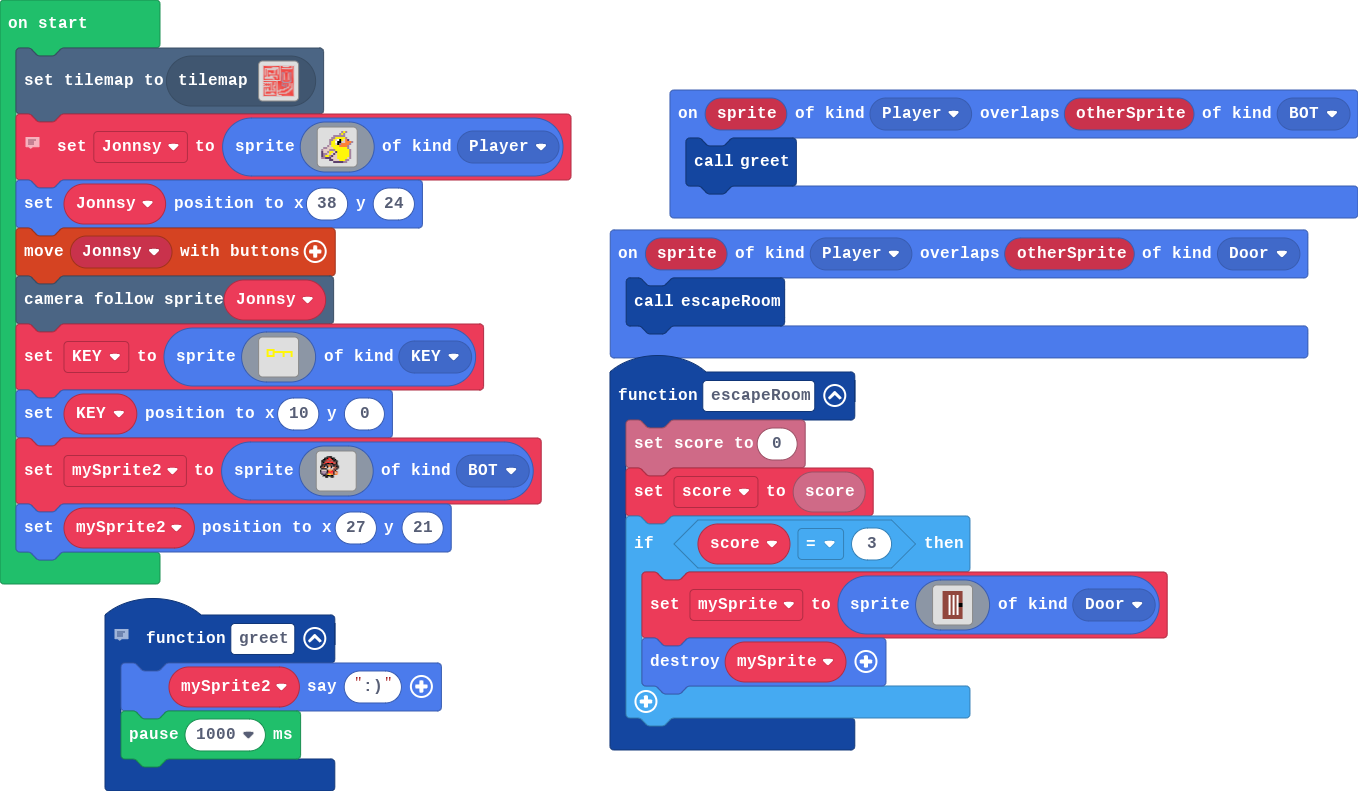 on start
set tilemap to tilemap
set Jonnsy to sprite of kind Player
set Jonnsy position to x 38 y 24
move Jonnsy with buttons
camera follow sprite Jonnsy
set KEY to sprite of kind KEY
set KEY position to x 10 y 0
set mySprite2 to sprite of kind BOT
set mySprite2 position to x 27 y 21
function greet
mySprite2 say ":)"
pause 1000 ms
on sprite of kind Player overlaps otherSprite of kind BOT
call greet
on sprite of kind Player overlaps otherSprite of kind Door
call escapeRoom
function escapeRoom
set score to 0
set score to score
if score = 3 then
set mySprite to sprite of kind Door
destroy mySprite